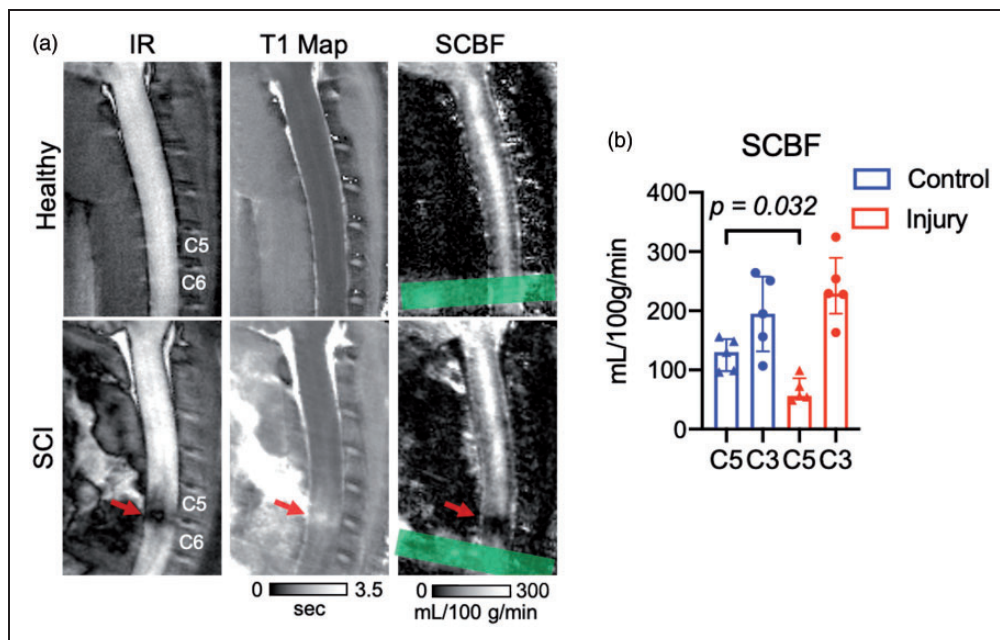 (a)
IR T1 Map SCBF
Healthy
C5
C6
SCI
C5
C6
0 3.5
sec
0 300
mL/100 g/min
(b)
SCBF
Control
Injury
p = 0.032
mL/100g/min
400
300
200
100
0
C5 C3 C5 C3